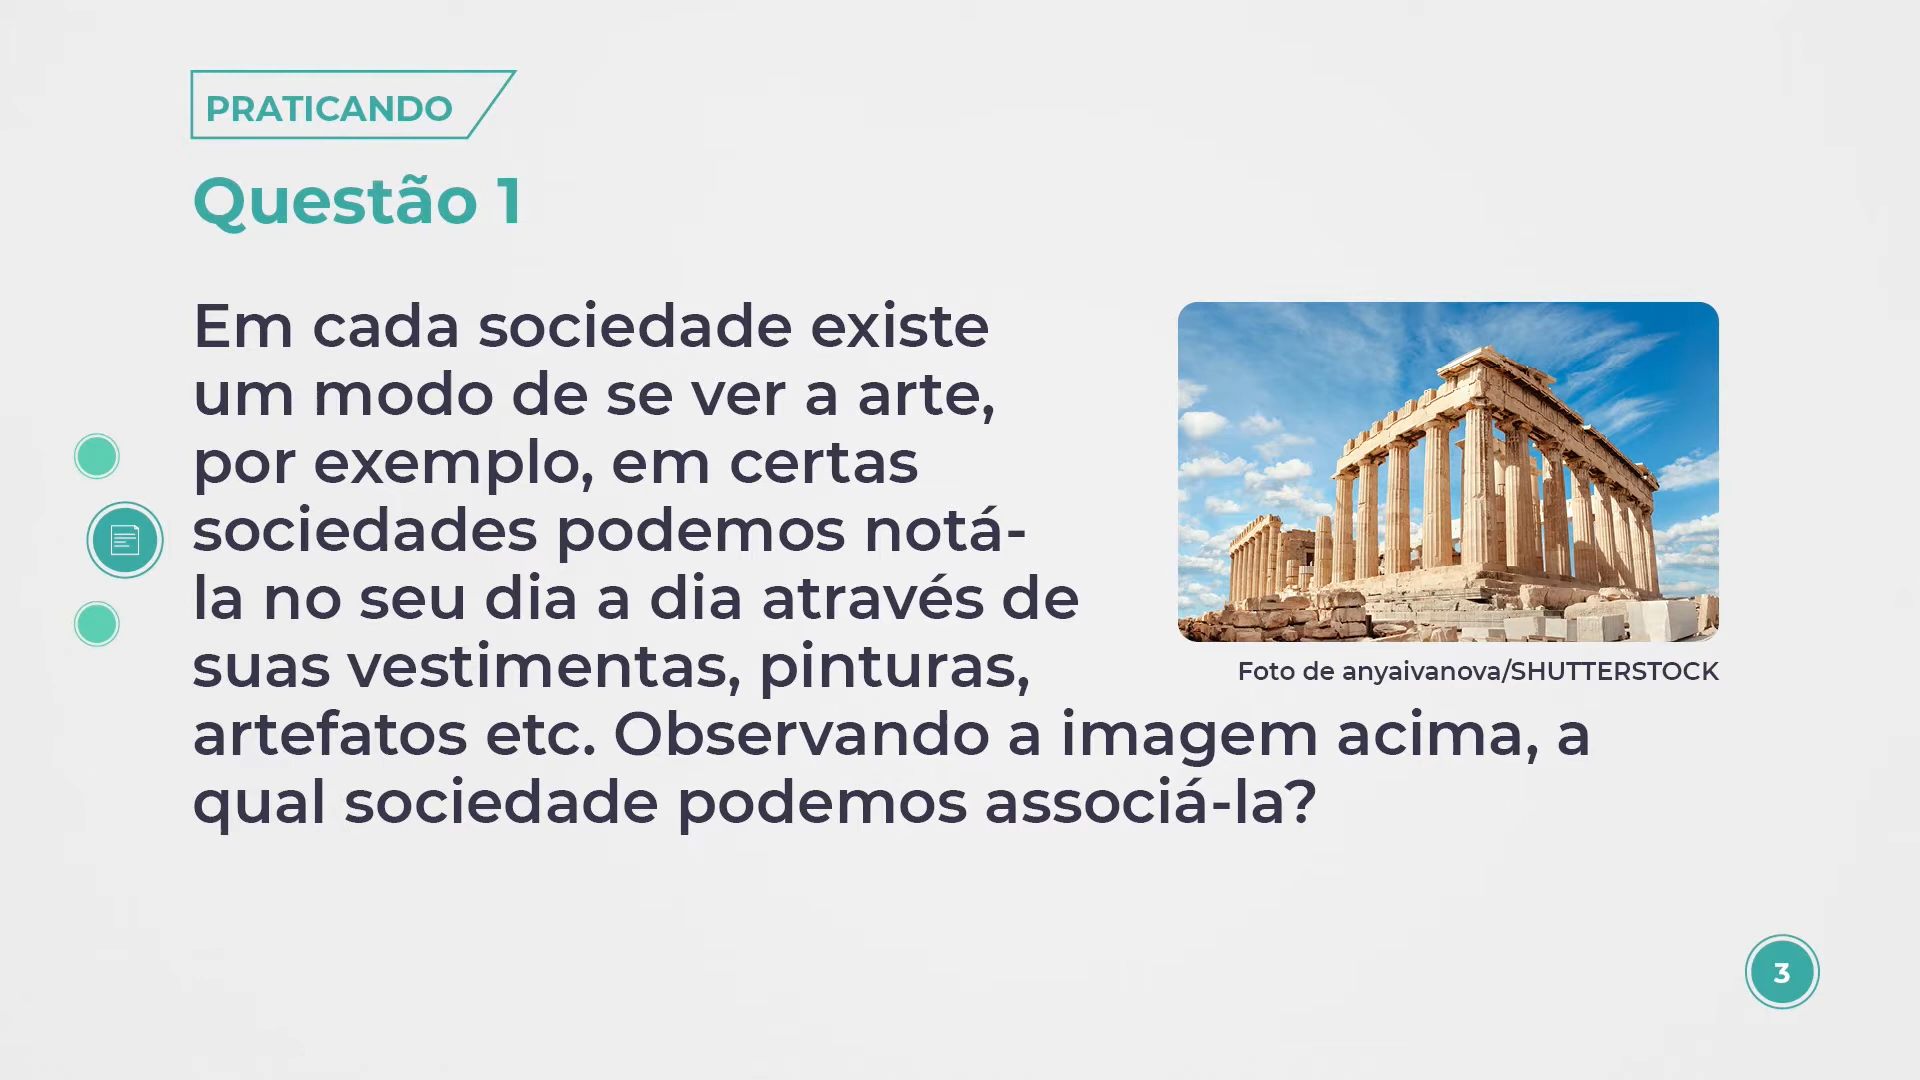 PRATICANDO
Questão 1
Em cada sociedade existe
um modo de se ver a arte,
por exemplo, em certas
sociedades podemos notá-
la no seu dia a dia através de
suas vestimentas, pinturas,
artefatos etc. Observando a imagem acima, a
qual sociedade podemos associá-la?
Foto de anyaivanova/SHUTTERSTOCK
3